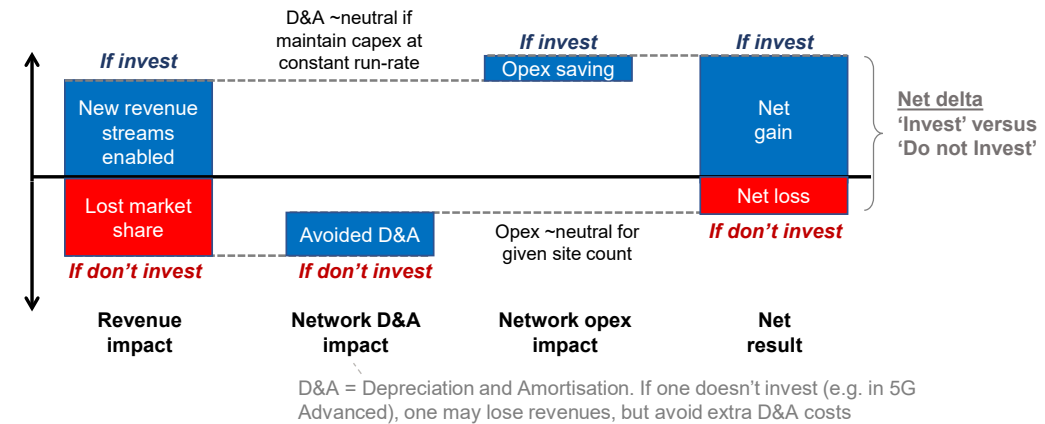 D&A ~neutral if
maintain capex at
constant run-rate
If invest
If invest
If invest
Opex saving
New revenue
streams
enabled
Net
gain
Net delta
‘Invest’ versus
‘Do not Invest’
Lost market
share
Avoided D&A
Opex ~neutral for
given site count
Net loss
If don’t invest
If don’t invest
If don’t invest
Revenue
impact
Network D&A
impact
Network opex
impact
Net
result
D&A = Depreciation and Amortisation. If one doesn’t invest (e.g. in 5G
Advanced), one may lose revenues, but avoid extra D&A costs